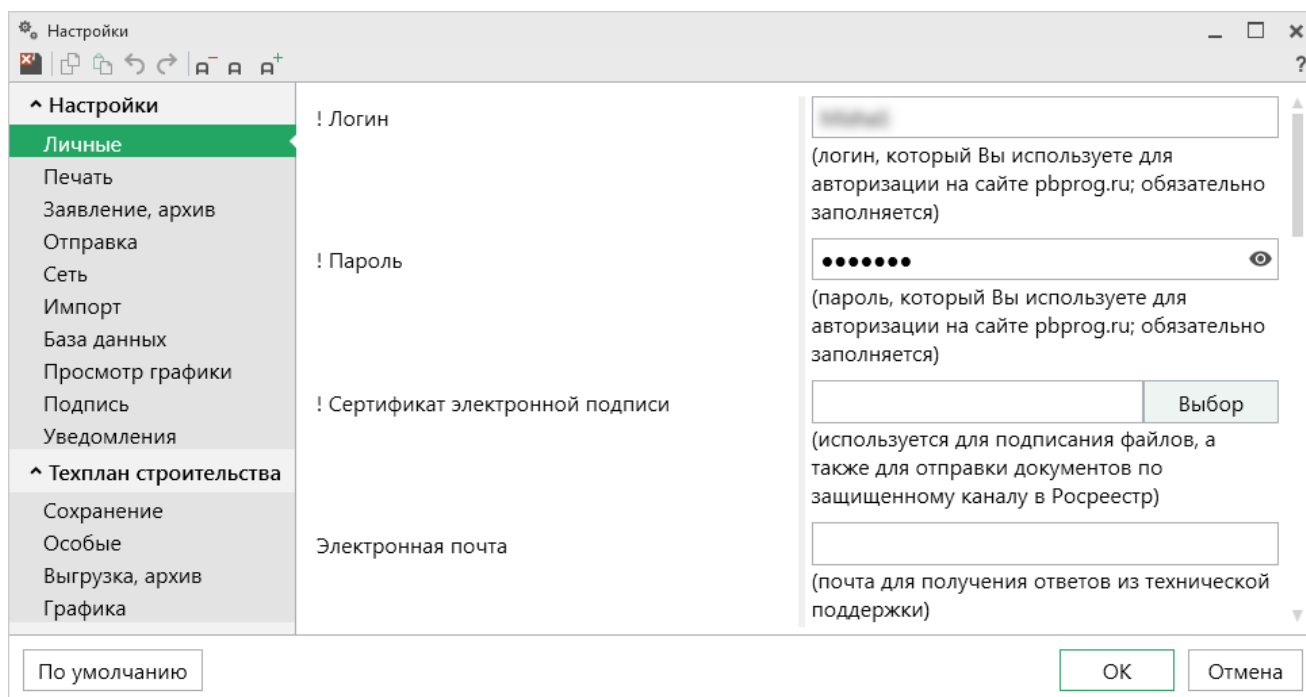 Настройки
?
Настройки
Личные
Печать
Заявление, архив
Отправка
Сеть
Импорт
База данных
Просмотр графики
Подпись
Уведомления
Техплан строительства
Сохранение
Особые
Выгрузка, архив
Графика
! Логин
(логин, который Вы используете для
авторизации на сайте pbprog.ru; обязательно
заполняется)
! Пароль
●●●●●●●
(пароль, который Вы используете для
авторизации на сайте pbprog.ru; обязательно
заполняется)
! Сертификат электронной подписи
Выбор
(используется для подписания файлов, а
также для отправки документов по
защищенному каналу в Росреестр)
Электронная почта
(почта для получения ответов из технической
поддержки)
По умолчанию
ОК
Отмена